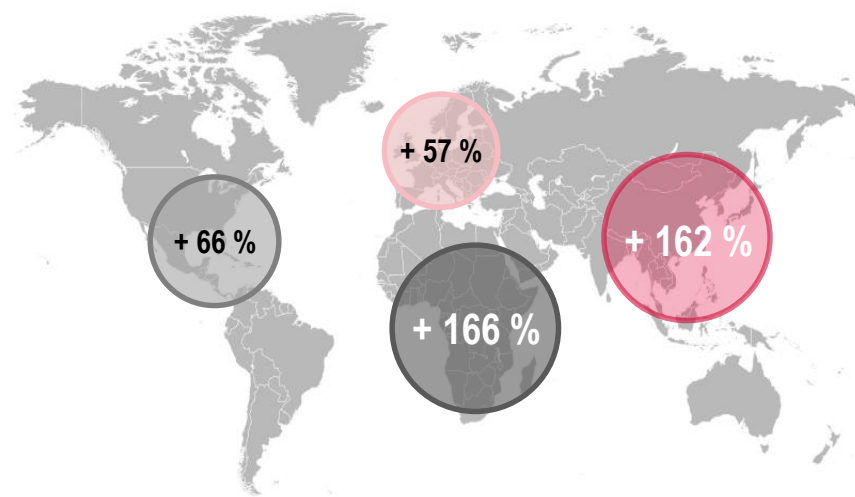 + 57 %
+ 66 %
+ 162 %
+ 166 %